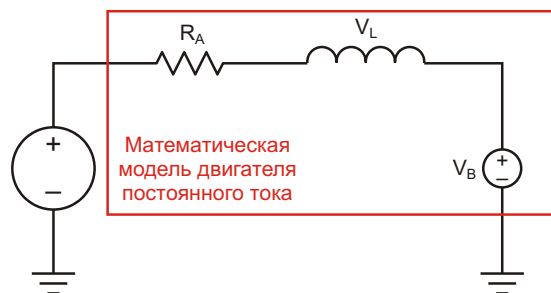 R_A
V_L
+
−
Математическая
модель двигателя
постоянного тока
V_B
+
−